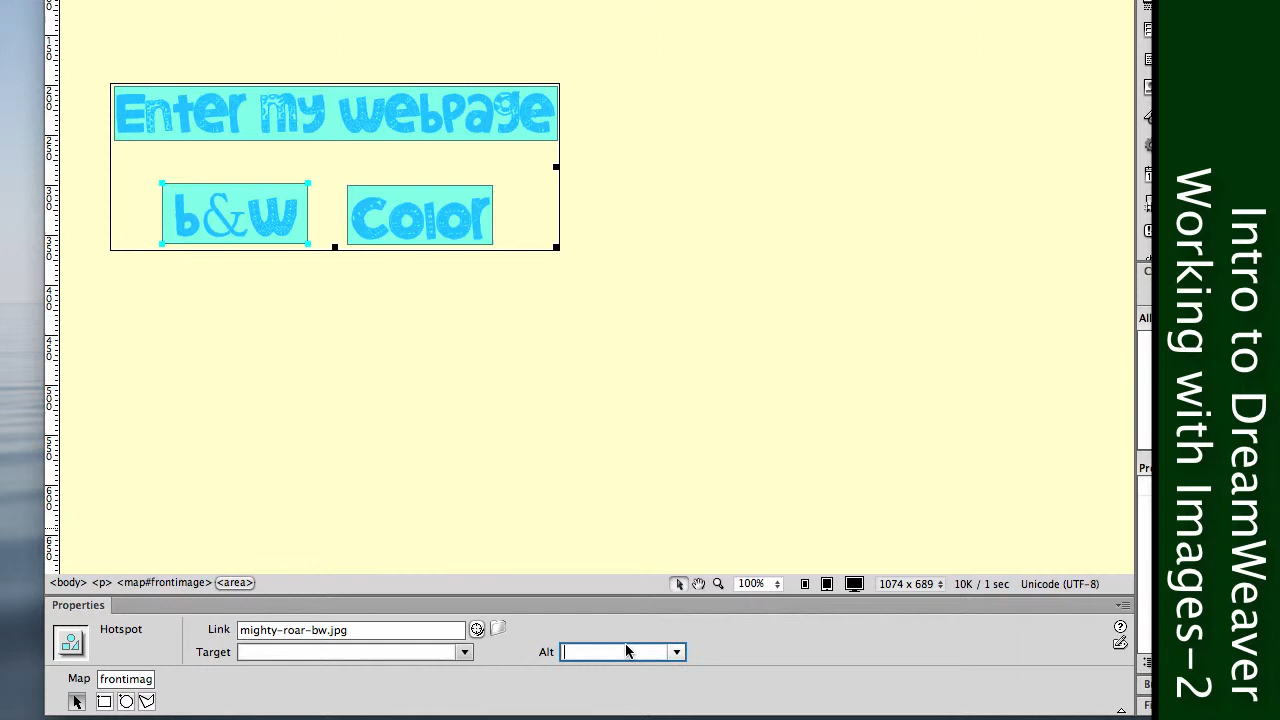 Enter my webpage
b&w Color
<body> <p> <map#frontimage> <area>
100% 1074 x 689 10K / 1 sec Unicode (UTF-8)
Properties
Hotspot
Link mighty-roar-bw.jpg
Target
Alt
Map frontimag
Intro to DreamWeaver
Working with Images-2